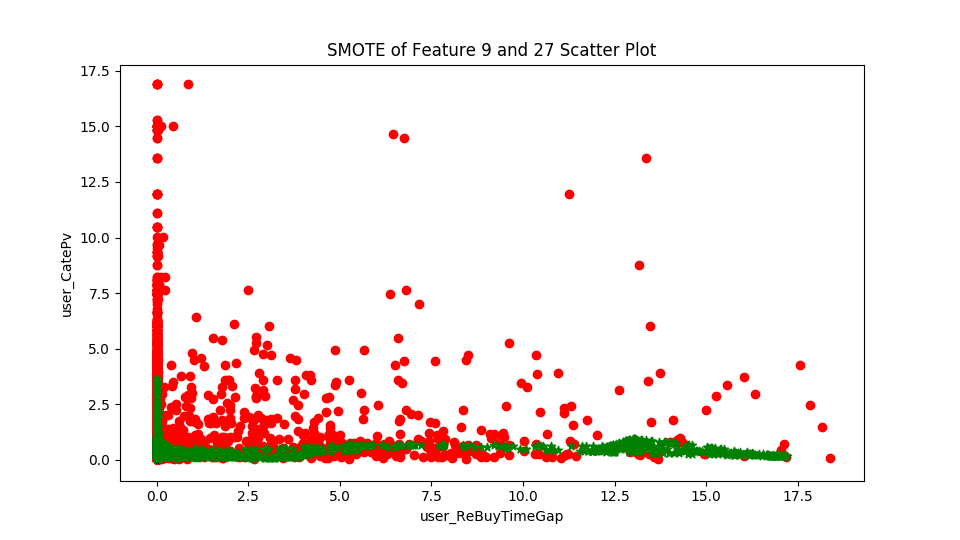 SMOTE of Feature 9 and 27 Scatter Plot
17.5
15.0
12.5
10.0
7.5
5.0
2.5
0.0
user_CatePv
0.0 2.5 5.0 7.5 10.0 12.5 15.0 17.5
user_ReBuyTimeGap